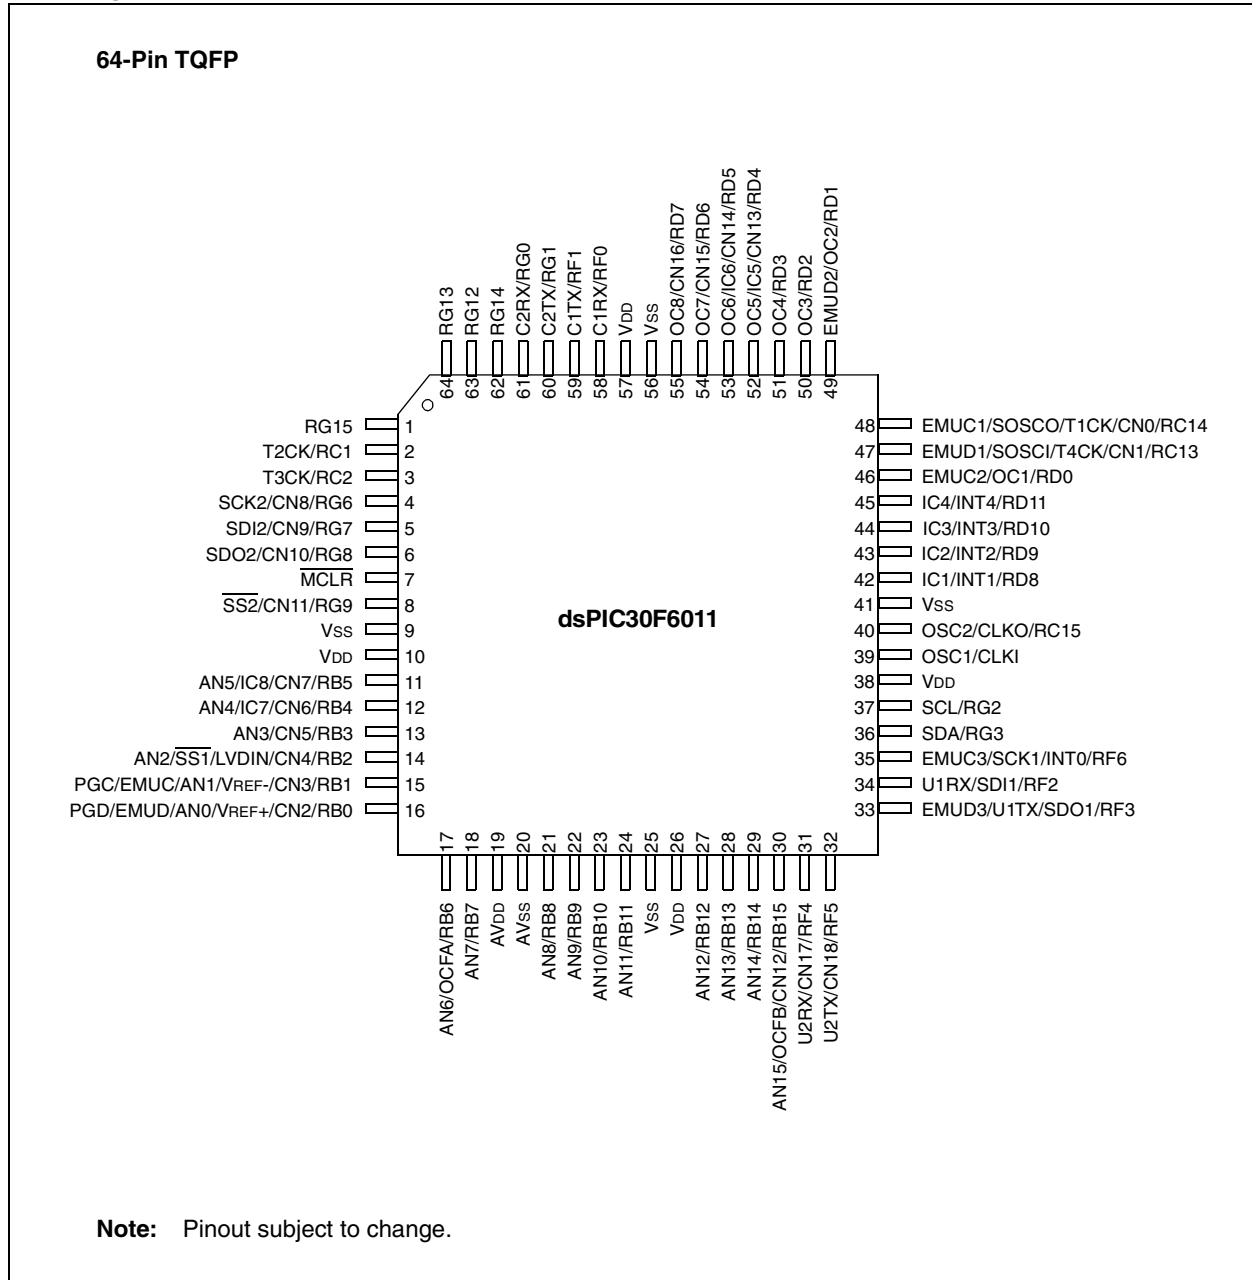 64-Pin TQFP
RG13
RG12
RG14
C2RX/RG0
C2TX/RG1
C1TX/RF1
C1RX/RF0
VDD
VSS
OC8/CN16/RD7
OC7/CN15/RD6
OC6/IC6/CN14/RD5
OC5/IC5/CN13/RD4
OC4/RD3
OC3/RD2
EMUD2/OC2/RD1
64 63 62 61 60 59 58 57 56 55 54 53 52 51 50 49
RG15 1
T2CK/RC1 2
T3CK/RC2 3
SCK2/CN8/RG6 4
SDI2/CN9/RG7 5
SDO2/CN10/RG8 6
MCLR 7
SS2/CN11/RG9 8
VSS 9
VDD 10
AN5/IC8/CN7/RB5 11
AN4/IC7/CN6/RB4 12
AN3/CN5/RB3 13
AN2/SS1/LVDIN/CN4/RB2 14
PGC/EMUC/AN1/VREF-/CN3/RB1 15
PGD/EMUD/AN0/VREF+/CN2/RB0 16
dsPIC30F6011
48 EMUC1/SOSCO/T1CK/CN0/RC14
47 EMUD1/SOSCI/T4CK/CN1/RC13
46 EMUC2/OC1/RD0
45 IC4/INT4/RD11
44 IC3/INT3/RD10
43 IC2/INT2/RD9
42 IC1/INT1/RD8
41 VSS
40 OSC2/CLKO/RC15
39 OSC1/CLKI
38 VDD
37 SCL/RG2
36 SDA/RG3
35 EMUC3/SCK1/INT0/RF6
34 U1RX/SDI1/RF2
33 EMUD3/U1TX/SDO1/RF3
17 18 19 20 21 22 23 24 25 26 27 28 29 30 31 32
AN6/OCFA/RB6
AN7/RB7
AVDD
AVSS
AN8/RB8
AN9/RB9
AN10/RB10
AN11/RB11
VSS
VDD
AN12/RB12
AN13/RB13
AN14/RB14
AN15/OCFB/CN12/RB15
U2RX/CN17/RF4
U2TX/CN18/RF5
Note: Pinout subject to change.